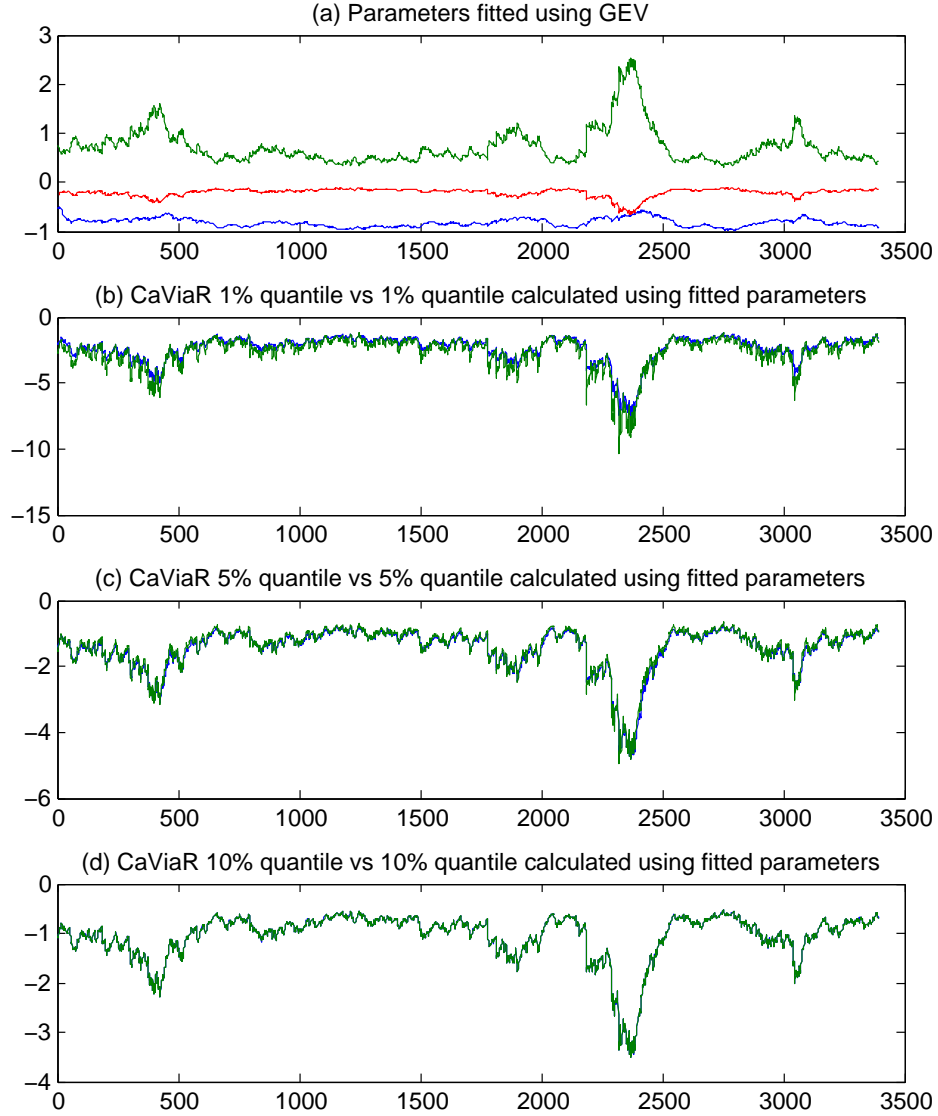 (a) Parameters fitted using GEV
3
2
1
0
−1
0 500 1000 1500 2000 2500 3000 3500
(b) CaViaR 1% quantile vs 1% quantile calculated using fitted parameters
0
−5
−10
−15
0 500 1000 1500 2000 2500 3000 3500
(c) CaViaR 5% quantile vs 5% quantile calculated using fitted parameters
0
−2
−4
−6
0 500 1000 1500 2000 2500 3000 3500
(d) CaViaR 10% quantile vs 10% quantile calculated using fitted parameters
0
−1
−2
−3
−4
0 500 1000 1500 2000 2500 3000 3500